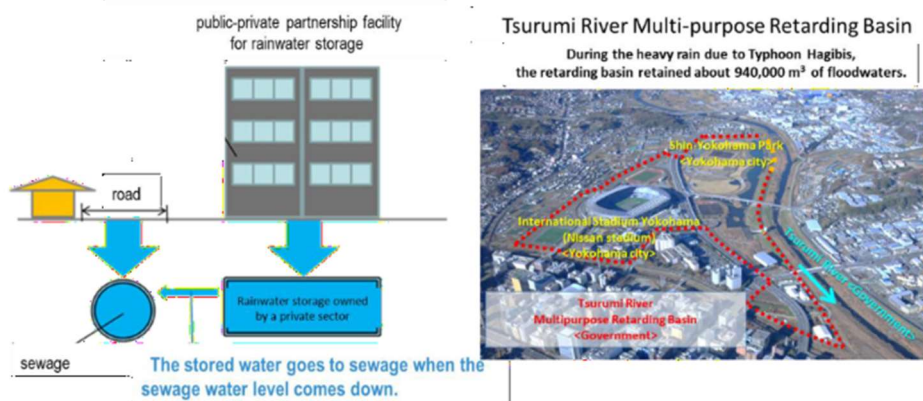 public-private partnership facility
for rainwater storage
road
Rainwater storage owned
by a private sector
sewage
The stored water goes to sewage when the
sewage water level comes down.
Tsurumi River Multi-purpose Retarding Basin
During the heavy rain due to Typhoon Hagibis,
the retarding basin retained about 940,000 m³ of floodwaters.
Shin-Yokohama Park
<Yokohama city>
International Stadium Yokohama
(Nissan stadium)
<Yokohama city>
Tsurumi River <Government>
Tsurumi River
Multipurpose Retarding Basin
<Government>